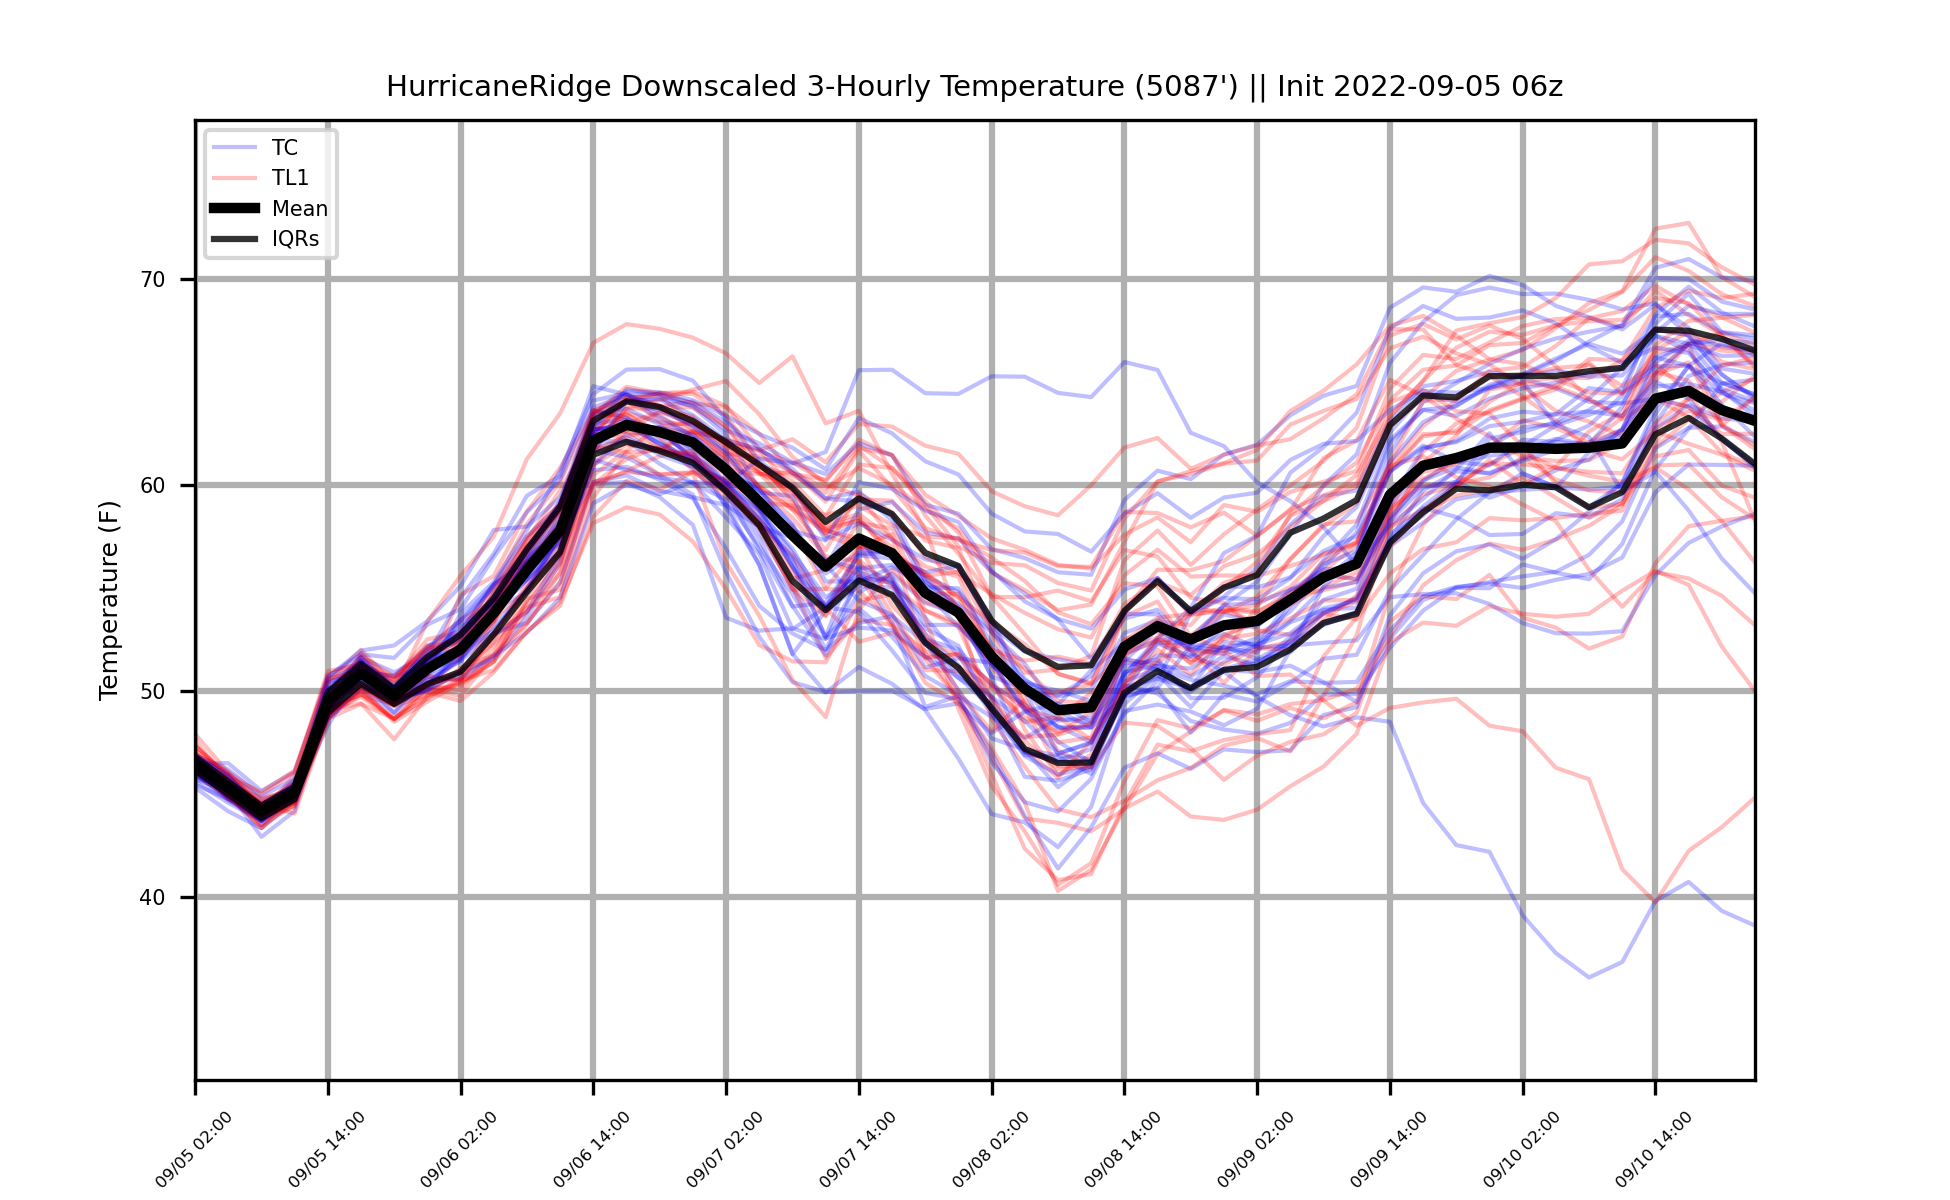 HurricaneRidge Downscaled 3-Hourly Temperature (5087') || Init 2022-09-05 06z
TC
TL1
Mean
IQRs
Temperature (F)
70
60
50
40
09/05 02:00
09/05 14:00
09/06 02:00
09/06 14:00
09/07 02:00
09/07 14:00
09/08 02:00
09/08 14:00
09/09 02:00
09/09 14:00
09/10 02:00
09/10 14:00